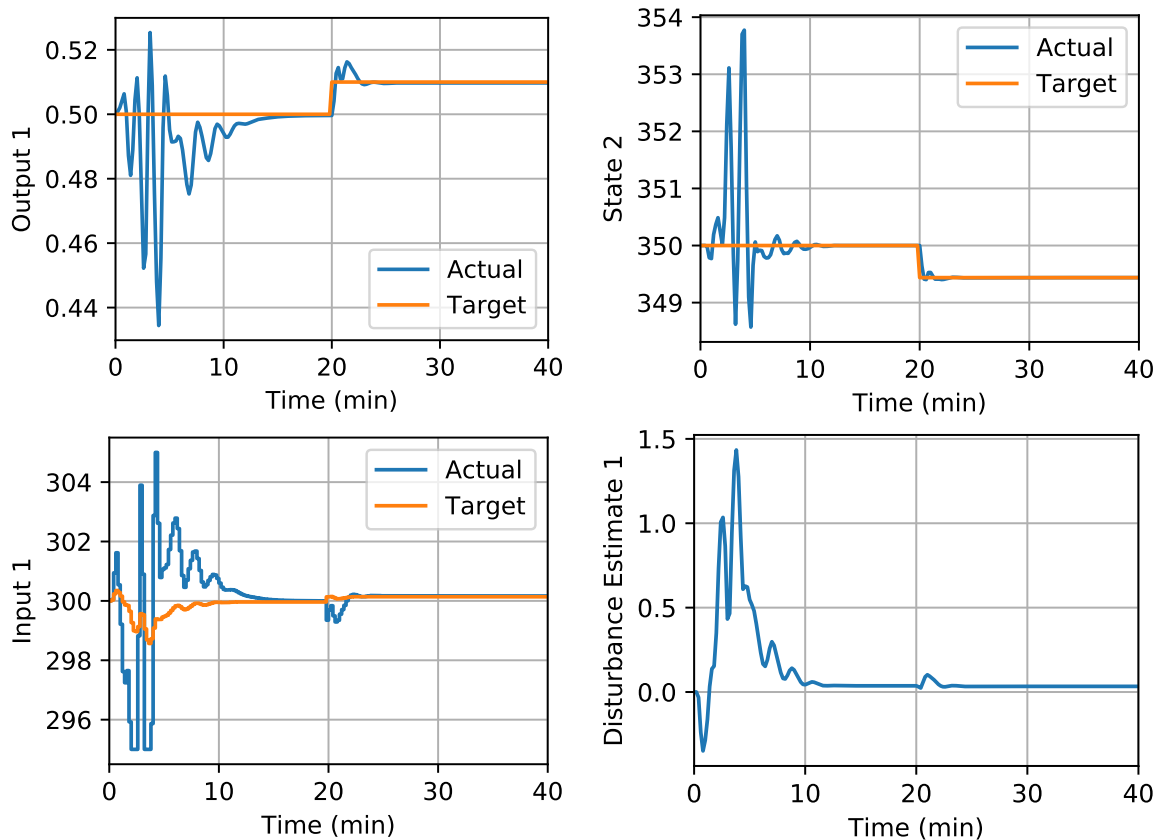 0.52
0.50
0.48
0.46
0.44
Output 1
Actual
Target
0 10 20 30 40
Time (min)
354
353
352
351
350
349
State 2
Actual
Target
0 10 20 30 40
Time (min)
304
302
300
298
296
Input 1
Actual
Target
0 10 20 30 40
Time (min)
1.5
1.0
0.5
0.0
Disturbance Estimate 1
0 10 20 30 40
Time (min)